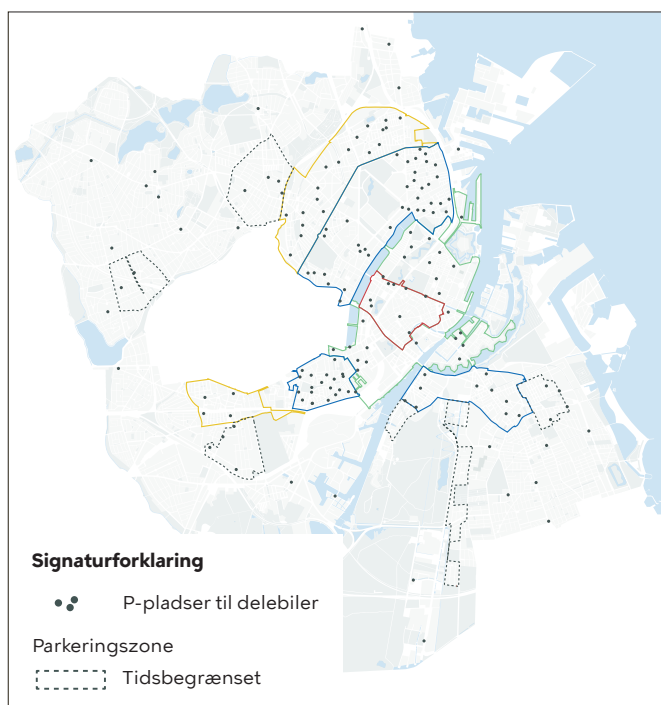 Signaturforklaring
P-pladser til delebiler
Parkeringszone
Tidsbegrænset